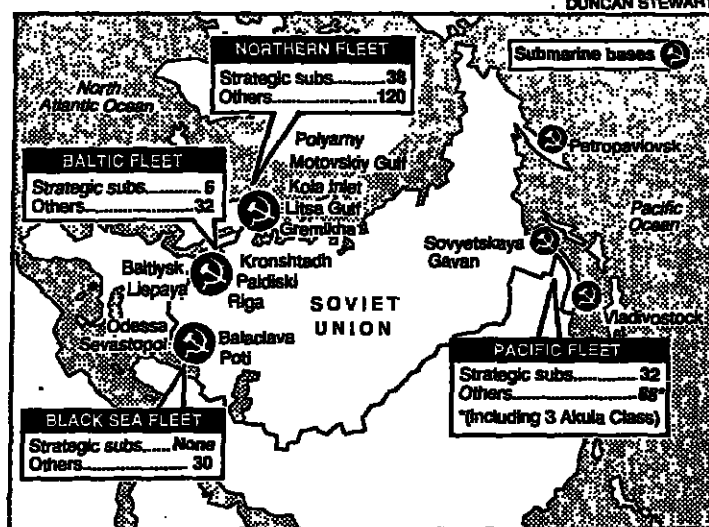 DUNCAN STEWART
NORTHERN FLEET
Strategic subs..........38
Others..................120
Submarine bases
North
Atlantic Ocean
Polyarny
Motovskiy Gulf
Kola Inlet
Litsa Gulf
Gremikha
BALTIC FLEET
Strategic subs........... 6
Others.................. 32
Petropavlovsk
Pacific
Ocean
Sovyetskaya
Gavan
Vladivostock
Baltiysk
Liepaya
Kronshtadh
Paldiski
Riga
SOVIET
UNION
Odessa
Sevastopol
Balaclava
Poti
PACIFIC FLEET
Strategic subs.............. 32
Others
*(including 3 Akula Class)
BLACK SEA FLEET
Strategic subs...... None
Others................. 30